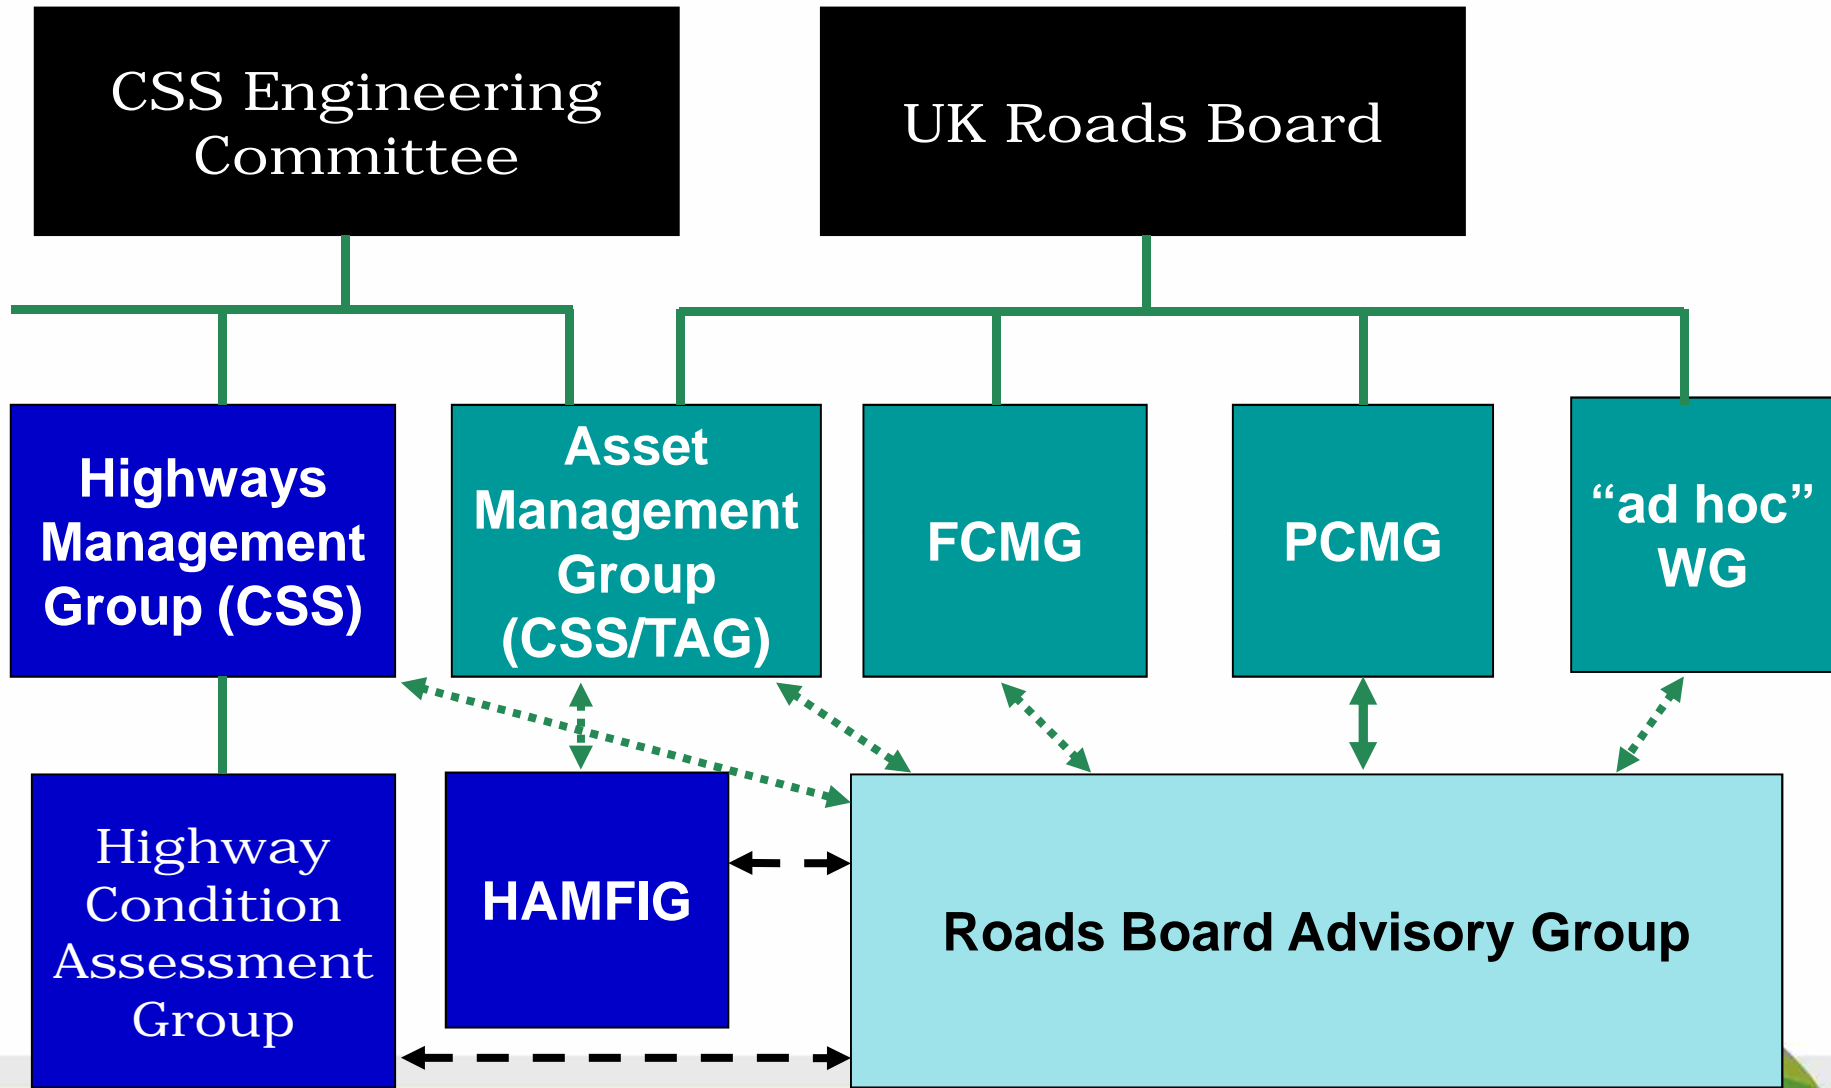 CSS Engineering
Committee
UK Roads Board
Highways
Management
Group (CSS)
Asset
Management
Group
(CSS/TAG)
FCMG
PCMG
“ad hoc”
WG
Highway
Condition
Assessment
Group
HAMFIG
Roads Board Advisory Group